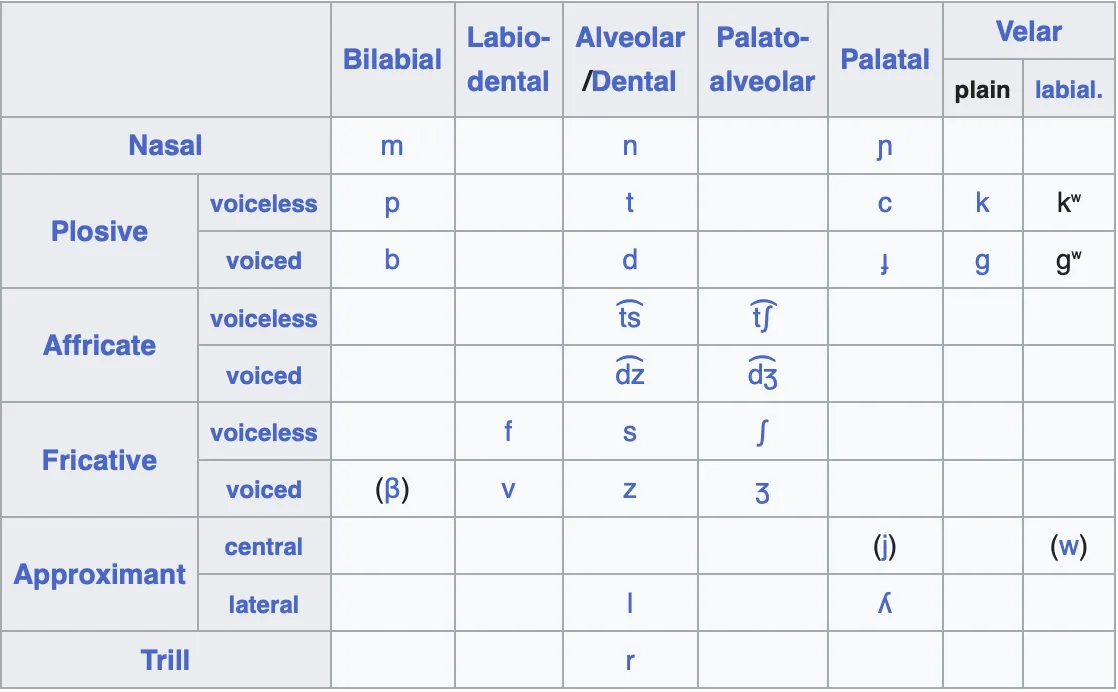 Bilabial Labio-dental Alveolar/Dental Palato-alveolar Palatal Velar
plain labial.
Nasal m n ɲ
Plosive voiceless p t c k kʷ
voiced b d ɟ g gʷ
Affricate voiceless t͡s t͡ʃ
voiced d͡z d͡ʒ
Fricative voiceless f s ʃ
voiced (β) v z ʒ
Approximant central (j) (w)
lateral l ʎ
Trill r